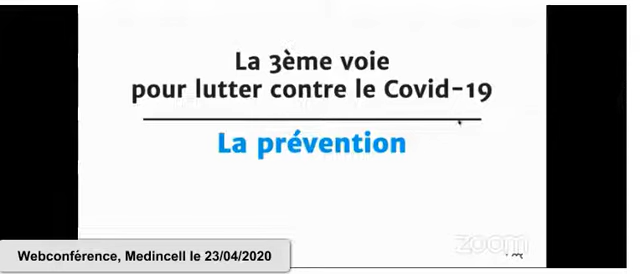 La 3ème voie
pour lutter contre le Covid-19
La prévention
zoom
Webconférence, Medincell le 23/04/2020